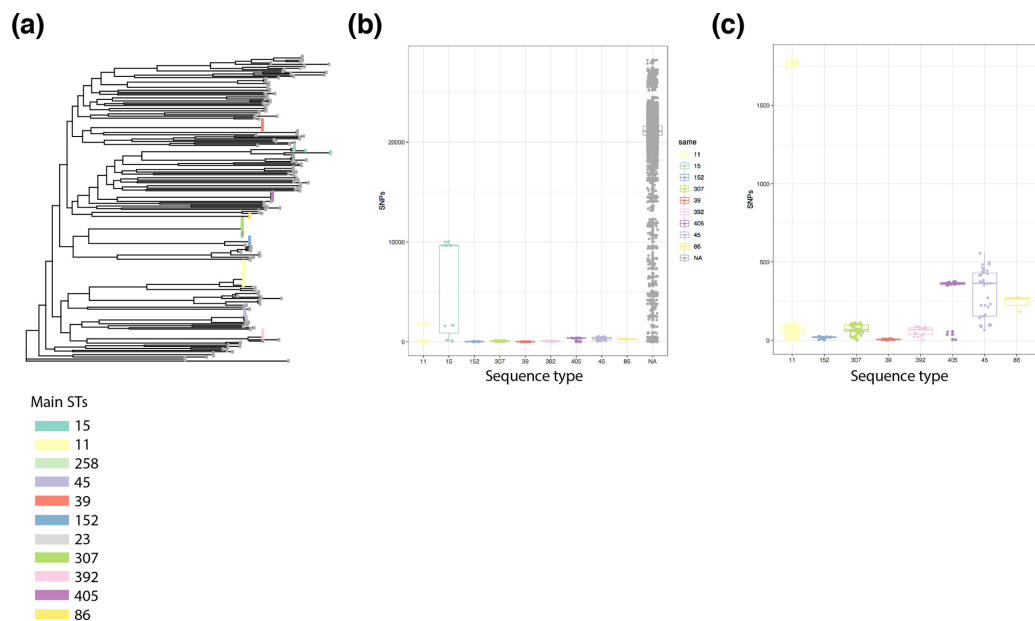 (a)
(b)
(c)
SNPs
20000
10000
0
11 15 152 307 39 392 405 45 86 NA
Sequence type
same
11
15
152
307
39
392
405
45
86
NA
SNPs
1500
1000
500
0
11 152 307 39 392 405 45 86
Sequence type
Main STs
15
11
258
45
39
152
23
307
392
405
86